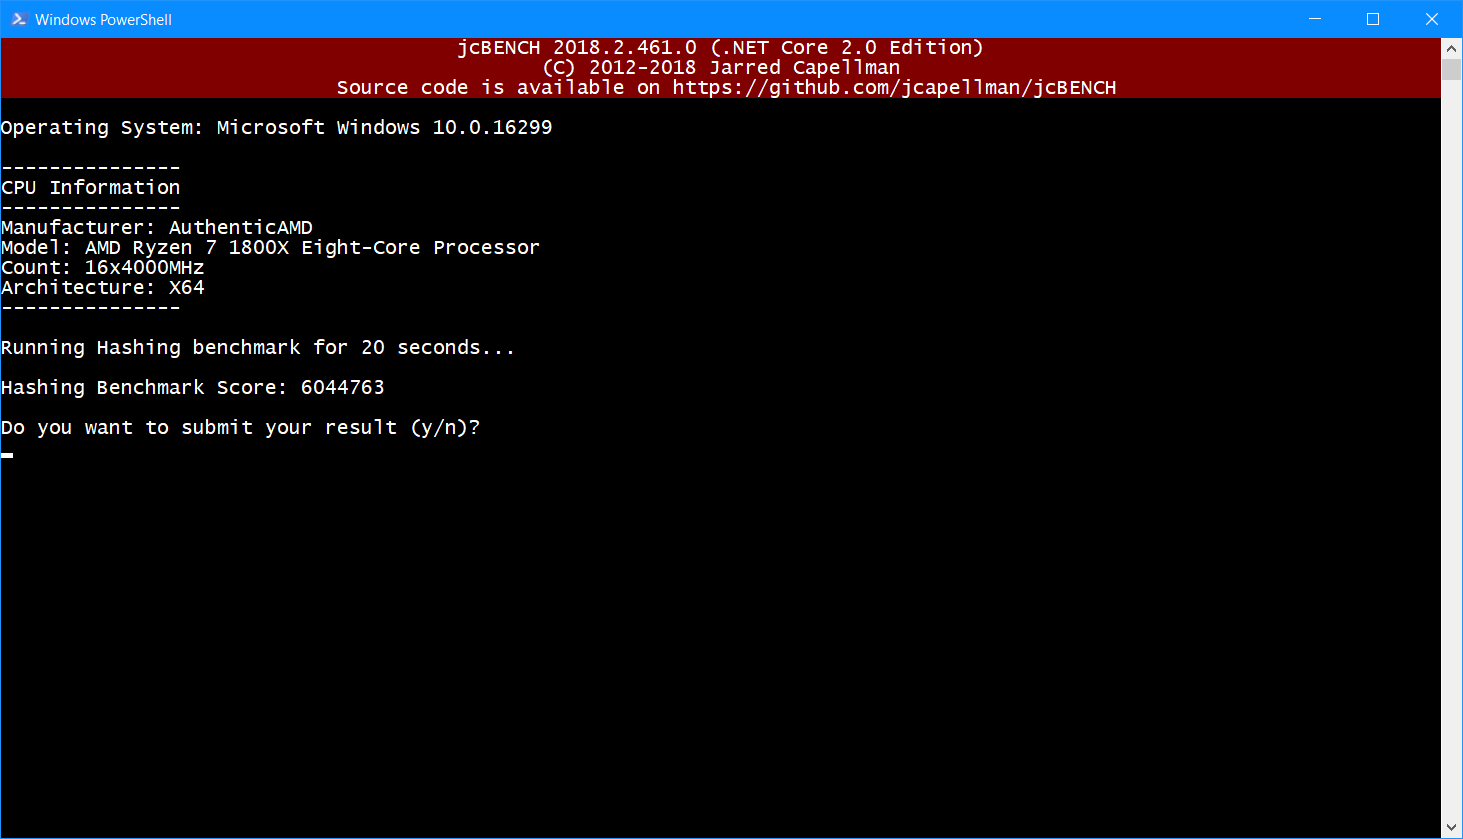 Windows PowerShell
jcBENCH 2018.2.461.0 (.NET Core 2.0 Edition)
(C) 2012-2018 Jarred Capellman
Source code is available on https://github.com/jcapellman/jcBENCH
Operating System: Microsoft Windows 10.0.16299
---------------
CPU Information
---------------
Manufacturer: AuthenticAMD
Model: AMD Ryzen 7 1800X Eight-Core Processor
Count: 16x4000MHz
Architecture: X64
---------------
Running Hashing benchmark for 20 seconds...
Hashing Benchmark Score: 6044763
Do you want to submit your result (y/n)?